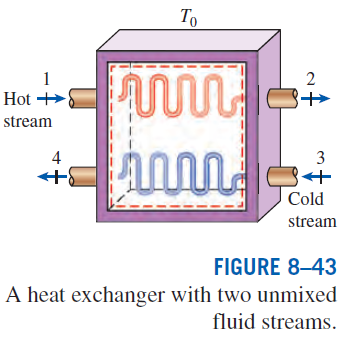 T0
1
2
Hot
stream
4
3
Cold
stream
FIGURE 8–43
A heat exchanger with two unmixed
fluid streams.